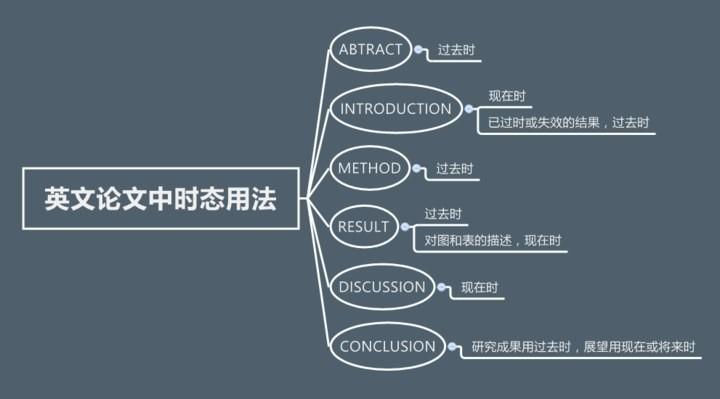 英文论文中时态用法
ABTRACT
过去时
INTRODUCTION
现在时
已过时或失效的结果，过去时
METHOD
过去时
RESULT
过去时
对图和表的描述，现在时
DISCUSSION
现在时
CONCLUSION
研究成果用过去时，展望用现在或将来时